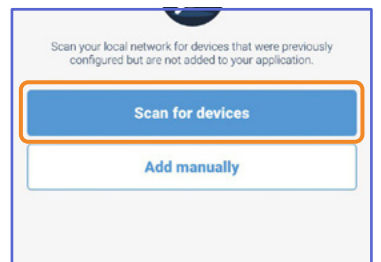 Scan your local network for devices that were previously
configured but are not added to your application.
Scan for devices
Add manually